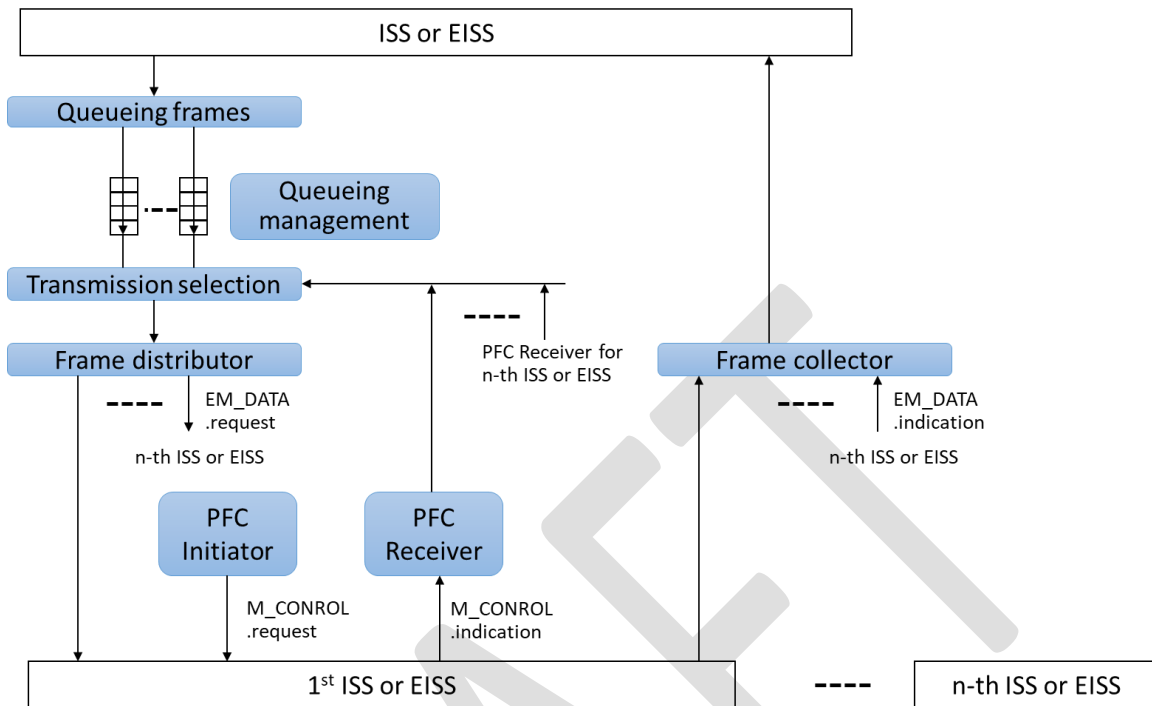 ISS or EISS
Queueing frames
Queueing
management
Transmission selection
Frame distributor
PFC Receiver for
n-th ISS or EISS
Frame collector
EM_DATA
.request
n-th ISS or EISS
EM_DATA
.indication
n-th ISS or EISS
PFC
Initiator
PFC
Receiver
M_CONROL
.request
M_CONROL
.indication
1st ISS or EISS
n-th ISS or EISS